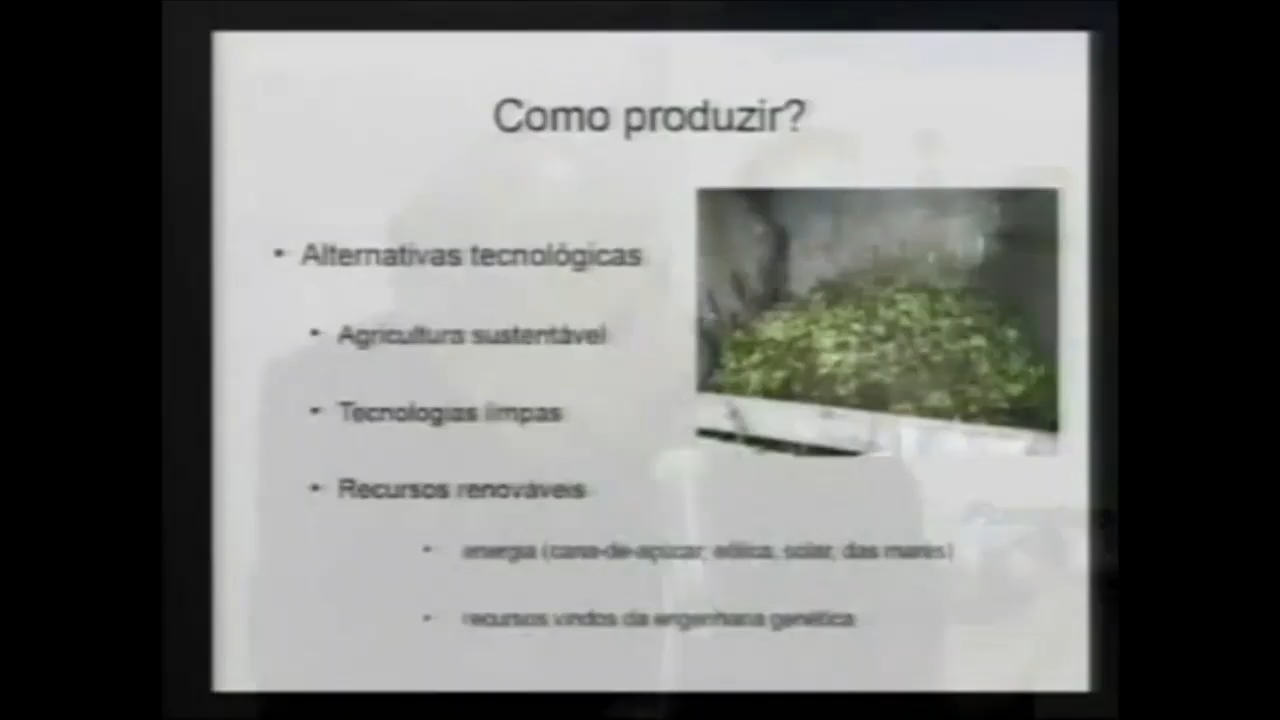 Como produzir?
• Alternativas tecnológicas
• Agricultura sustentável
• Tecnologias limpas
• Recursos renováveis
• energia (cana-de-açúcar, eólica, solar, das marés)
• recursos vindos da engenharia genética